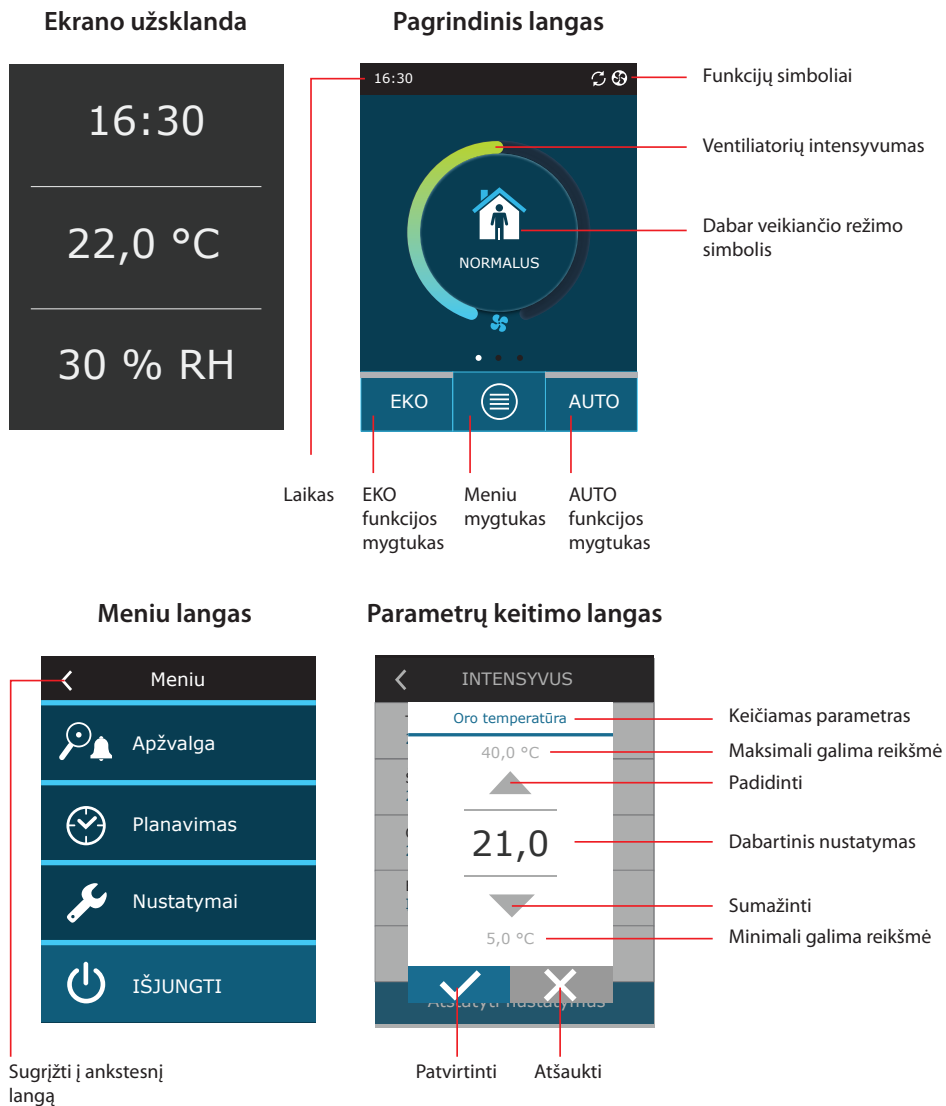 Ekrano užsklanda
16:30
22,0 °C
30 % RH
Pagrindinis langas
16:30
NORMALUS
EKO
AUTO
Funkcijų simboliai
Ventiliatorių intensyvumas
Dabar veikiančio režimo
simbolis
Laikas
EKO
funkcijos
mygtukas
Meniu
mygtukas
AUTO
funkcijos
mygtukas
Meniu langas
Meniu
Apžvalga
Planavimas
Nustatymai
IŠJUNGTI
Sugrįžti į ankstesnį
langą
Parametrų keitimo langas
INTENSYVUS
Oro temperatūra
40,0 °C
21,0
5,0 °C
Atstatyti nustatymus
Keičiamas parametras
Maksimali galima reikšmė
Padidinti
Dabartinis nustatymas
Sumažinti
Minimali galima reikšmė
Patvirtinti
Atšaukti